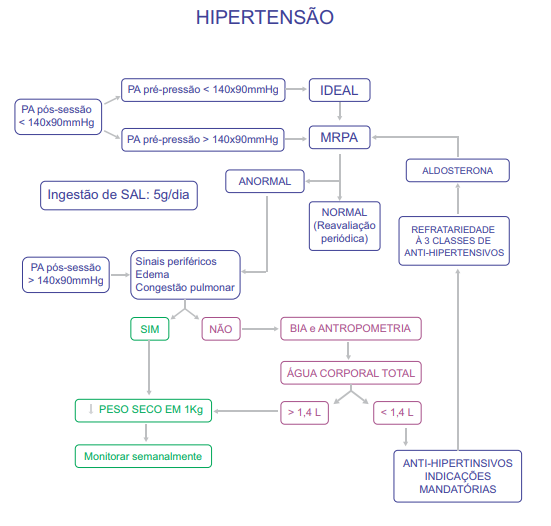 HIPERTENSÃO
PA pré-pressão < 140x90mmHg
IDEAL
PA pós-sessão
< 140x90mmHg
PA pré-pressão > 140x90mmHg
MRPA
ALDOSTERONA
ANORMAL
Ingestão de SAL: 5g/dia
NORMAL
(Reavaliação
periódica)
REFRATARIEDADE
À 3 CLASSES DE
ANTI-HIPERTENSIVOS
PA pós-sessão
> 140x90mmHg
Sinais periféricos
Edema
Congestão pulmonar
SIM
NÃO
BIA e ANTROPOMETRIA
ÁGUA CORPORAL TOTAL
↓ PESO SECO EM 1Kg
> 1,4 L
< 1,4 L
Monitorar semanalmente
ANTI-HIPERTINSIVOS
INDICAÇÕES
MANDATÓRIAS